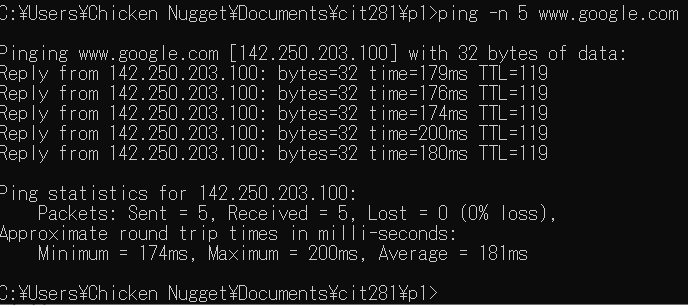 C:¥Users¥Chicken Nugget¥Documents¥cit281¥p1>ping -n 5 www.google.com
Pinging www.google.com [142.250.203.100] with 32 bytes of data:
Reply from 142.250.203.100: bytes=32 time=179ms TTL=119
Reply from 142.250.203.100: bytes=32 time=176ms TTL=119
Reply from 142.250.203.100: bytes=32 time=174ms TTL=119
Reply from 142.250.203.100: bytes=32 time=200ms TTL=119
Reply from 142.250.203.100: bytes=32 time=180ms TTL=119
Ping statistics for 142.250.203.100:
Packets: Sent = 5, Received = 5, Lost = 0 (0% loss),
Approximate round trip times in milli-seconds:
Minimum = 174ms, Maximum = 200ms, Average = 181ms
C:¥Users¥Chicken Nugget¥Documents¥cit281¥p1>